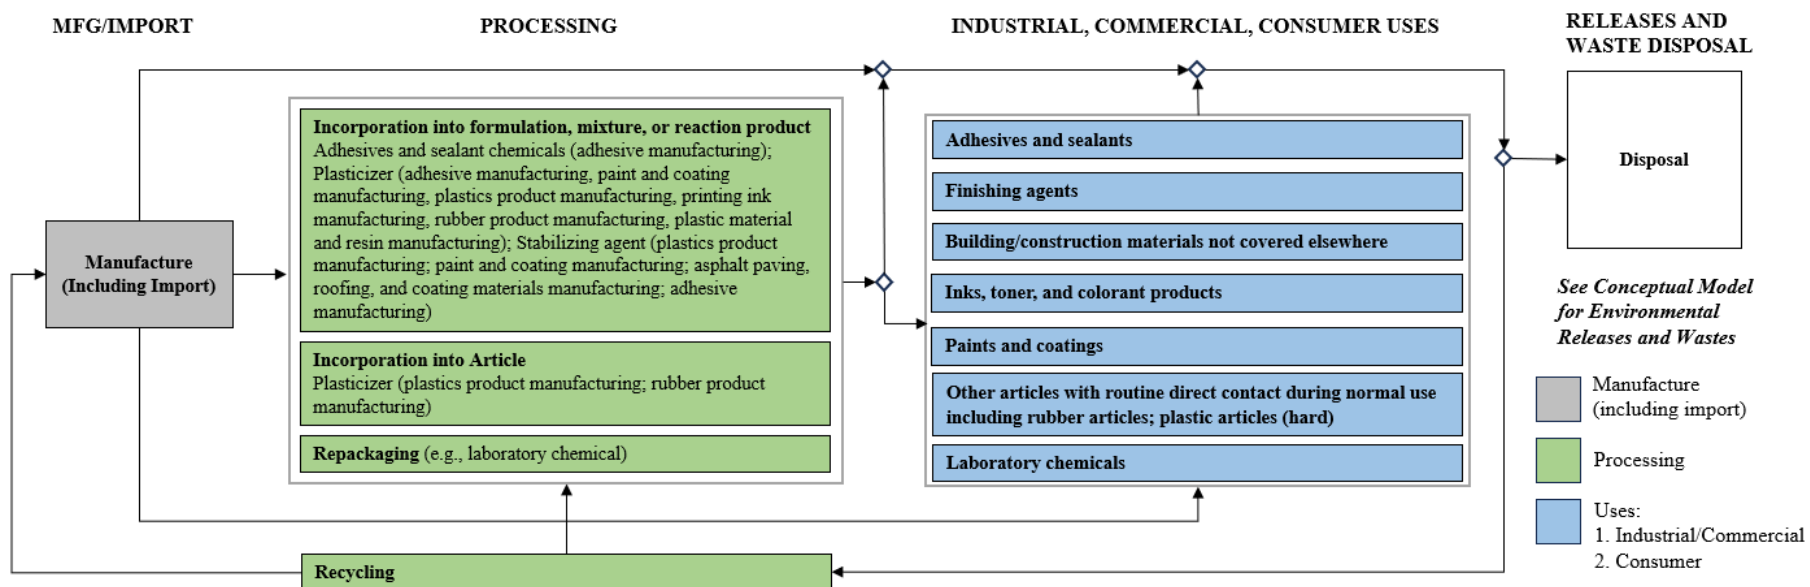 MFG/IMPORT
PROCESSING
INDUSTRIAL, COMMERCIAL, CONSUMER USES
RELEASES AND
WASTE DISPOSAL
Manufacture
(Including Import)
Incorporation into formulation, mixture, or reaction product
Adhesives and sealant chemicals (adhesive manufacturing);
Plasticizer (adhesive manufacturing, paint and coating
manufacturing, plastics product manufacturing, printing ink
manufacturing, rubber product manufacturing, plastic material
and resin manufacturing); Stabilizing agent (plastics product
manufacturing; paint and coating manufacturing; asphalt paving,
roofing, and coating materials manufacturing; adhesive
manufacturing)
Incorporation into Article
Plasticizer (plastics product manufacturing; rubber product
manufacturing)
Repackaging (e.g., laboratory chemical)
Recycling
Adhesives and sealants
Finishing agents
Building/construction materials not covered elsewhere
Inks, toner, and colorant products
Paints and coatings
Other articles with routine direct contact during normal use
including rubber articles; plastic articles (hard)
Laboratory chemicals
Disposal
See Conceptual Model
for Environmental
Releases and Wastes
Manufacture
(including import)
Processing
Uses:
1. Industrial/Commercial
2. Consumer